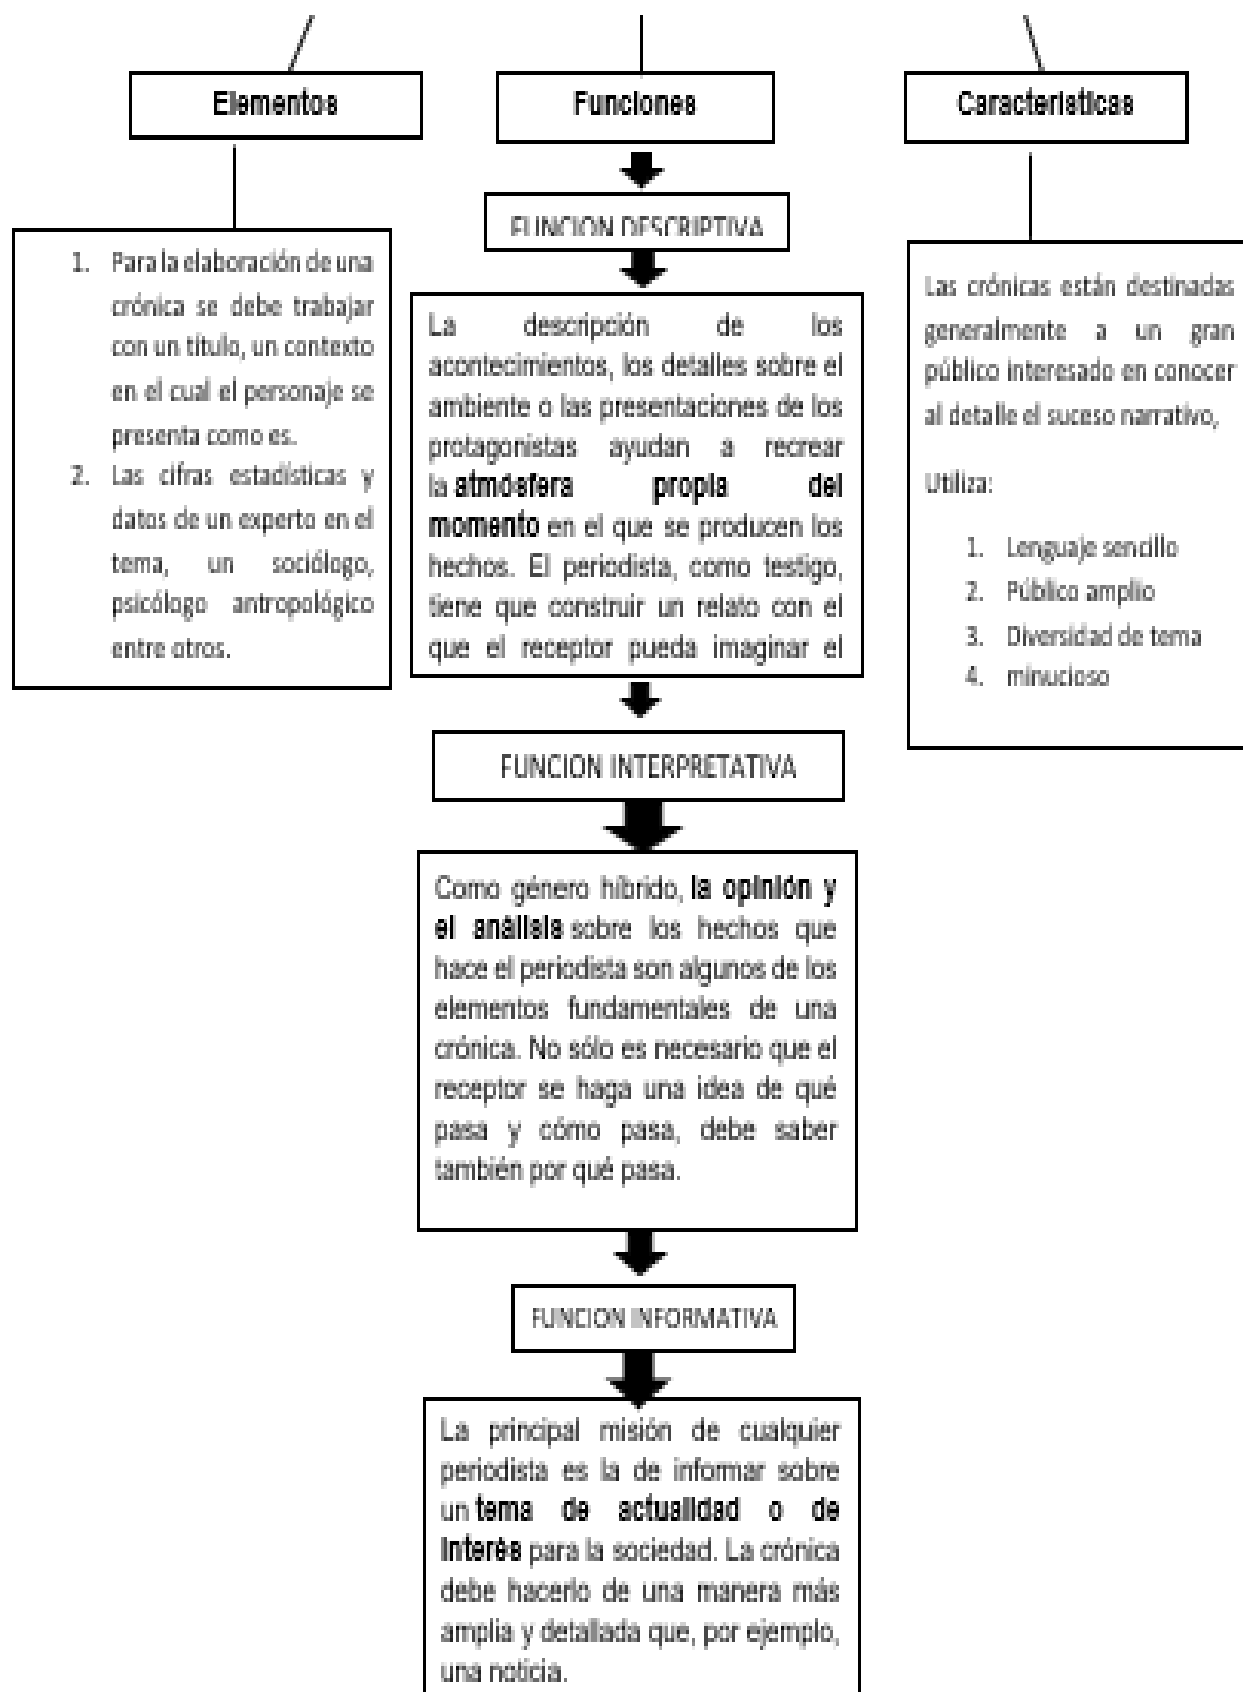 Elementos
1. Para la elaboración de una
crónica se debe trabajar
con un título, un contexto
en el cual el personaje se
presenta como es.
2. Las cifras estadísticas y
datos de un experto en el
tema, un sociólogo,
psicólogo antropológico
entre otros.
Funciones
FUNCION DESCRIPTIVA
La descripción de los
acontecimientos, los detalles sobre el
ambiente o las presentaciones de los
protagonistas ayudan a recrear
la atmósfera propia del
momento en el que se producen los
hechos. El periodista, como testigo,
tiene que construir un relato con el
que el receptor pueda imaginar el
FUNCION INTERPRETATIVA
Como género híbrido, la opinión y
el análisis sobre los hechos que
hace el periodista son algunos de los
elementos fundamentales de una
crónica. No sólo es necesario que el
receptor se haga una idea de qué
pasa y cómo pasa, debe saber
también por qué pasa.
FUNCION INFORMATIVA
La principal misión de cualquier
periodista es la de informar sobre
un tema de actualidad o de
interés para la sociedad. La crónica
debe hacerlo de una manera más
amplia y detallada que, por ejemplo,
una noticia.
Características
Las crónicas están destinadas
generalmente a un gran
público interesado en conocer
al detalle el suceso narrativo,
Utiliza:
1. Lenguaje sencillo
2. Público amplio
3. Diversidad de tema
4. minucioso